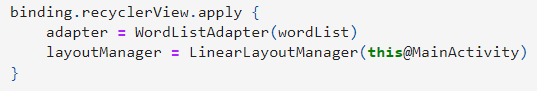 binding.recyclerView.apply {
    adapter = WordListAdapter(wordList)
    layoutManager = LinearLayoutManager(this@MainActivity)
}